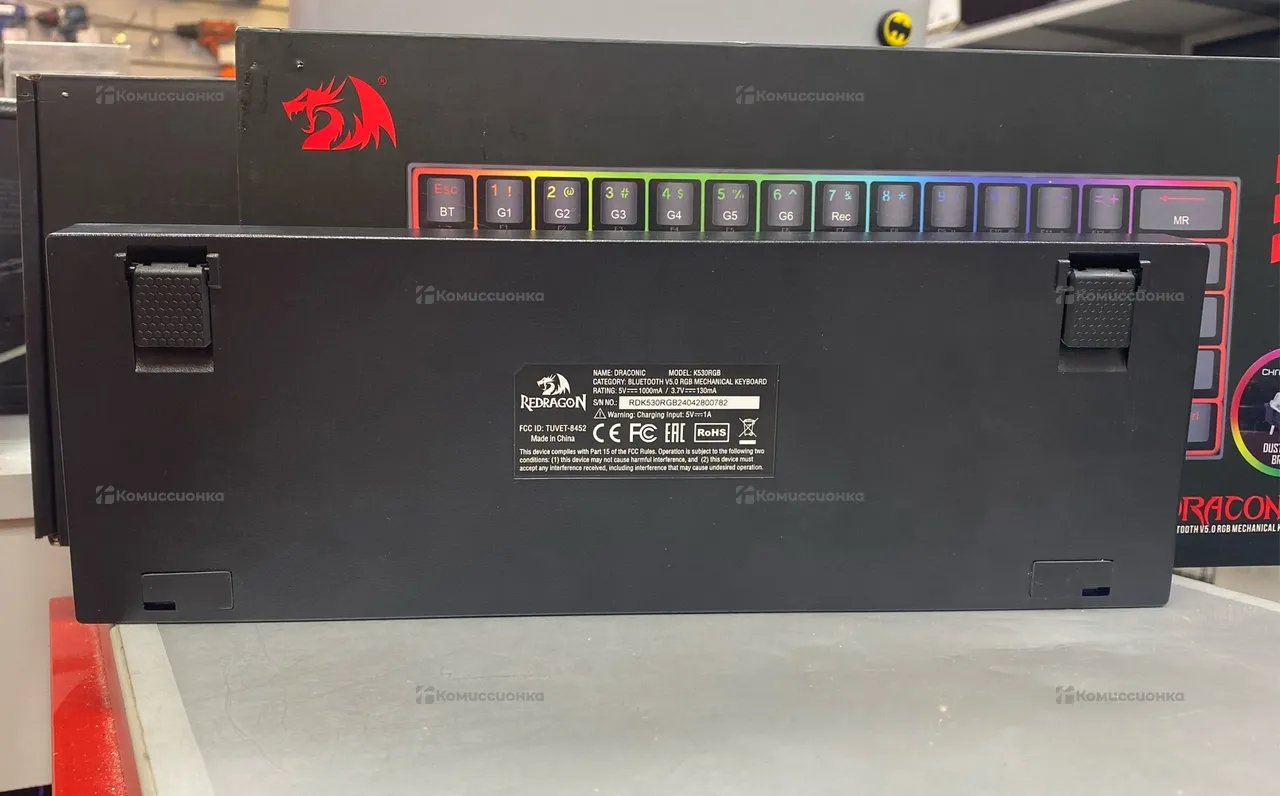 Комиссионка
Комиссионка
Esc 1 ! 2 @ 3 # 4 $ 5 % 6 ^ 7 & 8 * = +
BT G1 G2 G3 G4 G5 G6 Rec MR
Комиссионка
Комиссионка
NAME: DRACONIC MODEL: K530RGB
CATEGORY: BLUETOOTH V5.0 RGB MECHANICAL KEYBOARD
RATING: 5V⎓1000mA / 3.7V⎓130mA
REDRAGON
S/N NO.: RDK530RGB24042800782
Warning: Charging Input: 5V⎓1A
FCC ID: TUVET-8452
Made in China
CE FC EAC RoHS
This device complies with Part 15 of the FCC Rules. Operation is subject to the following two
conditions: (1) this device may not cause harmful interference, and (2) this device must
accept any interference received, including interference that may cause undesired operation.
DUST
BR
Комиссионка
Комиссионка
DRACON
TOOTH V5.0 RGB MECHANICAL K
Комиссионка
Комиссионка